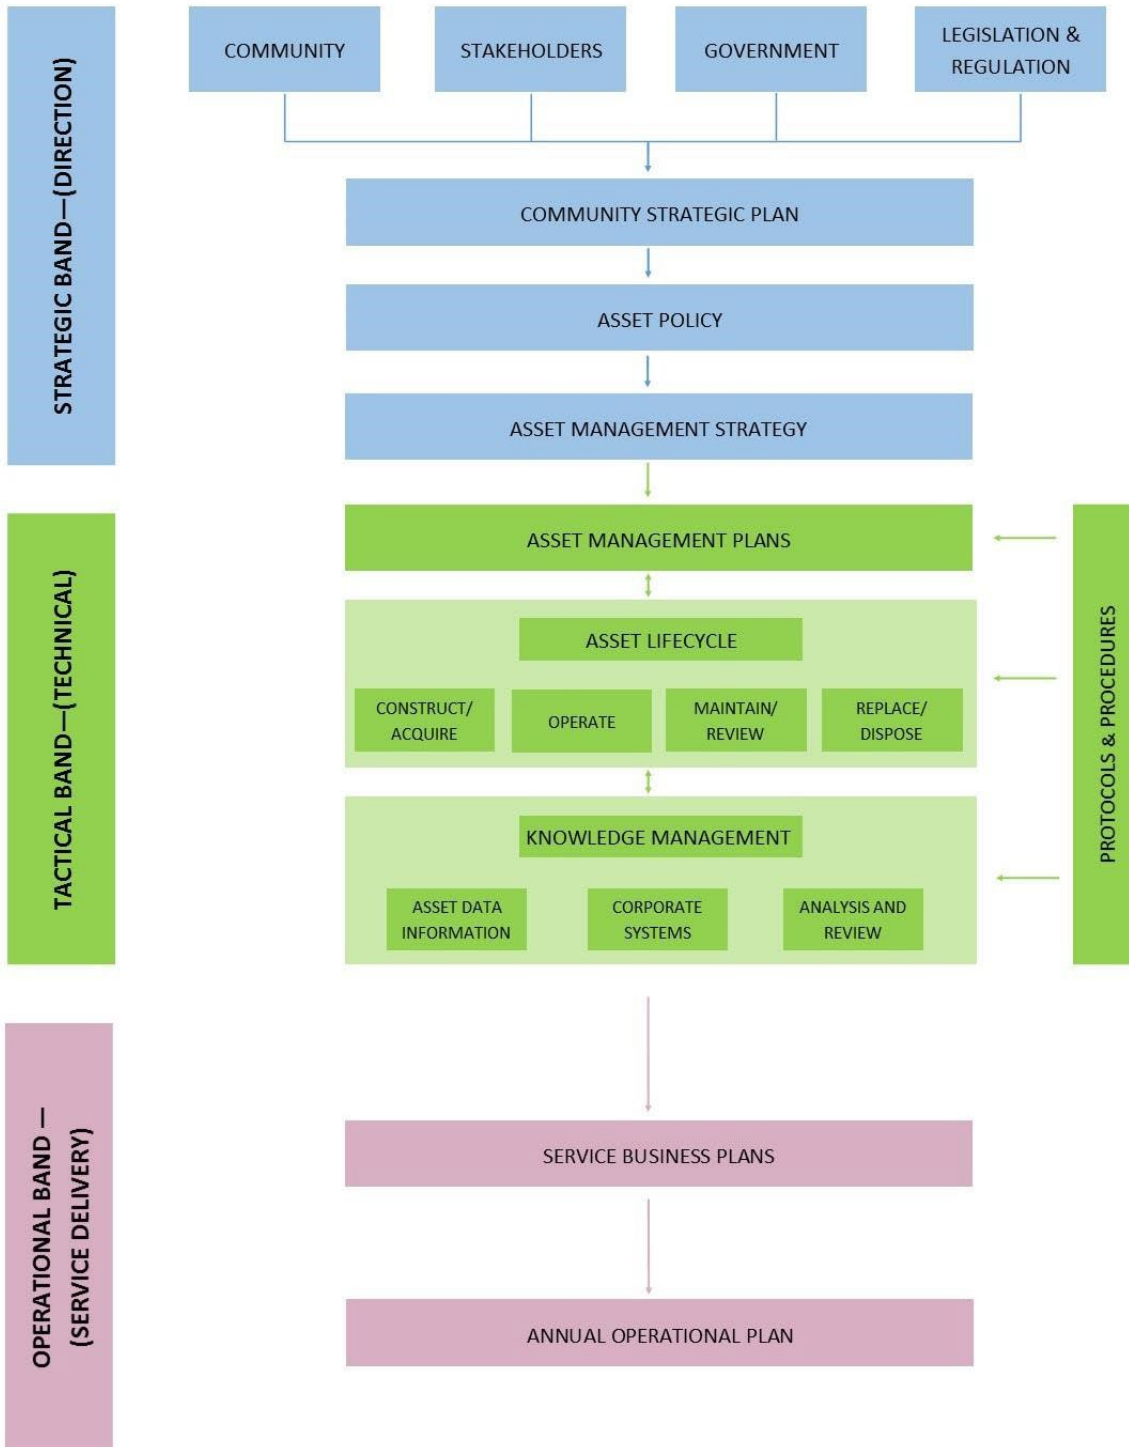 STRATEGIC BAND—(DIRECTION)
COMMUNITY
STAKEHOLDERS
GOVERNMENT
LEGISLATION &
REGULATION
COMMUNITY STRATEGIC PLAN
ASSET POLICY
ASSET MANAGEMENT STRATEGY
TACTICAL BAND—(TECHNICAL)
ASSET MANAGEMENT PLANS
ASSET LIFECYCLE
CONSTRUCT/
ACQUIRE
OPERATE
MAINTAIN/
REVIEW
REPLACE/
DISPOSE
KNOWLEDGE MANAGEMENT
ASSET DATA
INFORMATION
CORPORATE
SYSTEMS
ANALYSIS AND
REVIEW
PROTOCOLS & PROCEDURES
OPERATIONAL BAND —
(SERVICE DELIVERY)
SERVICE BUSINESS PLANS
ANNUAL OPERATIONAL PLAN